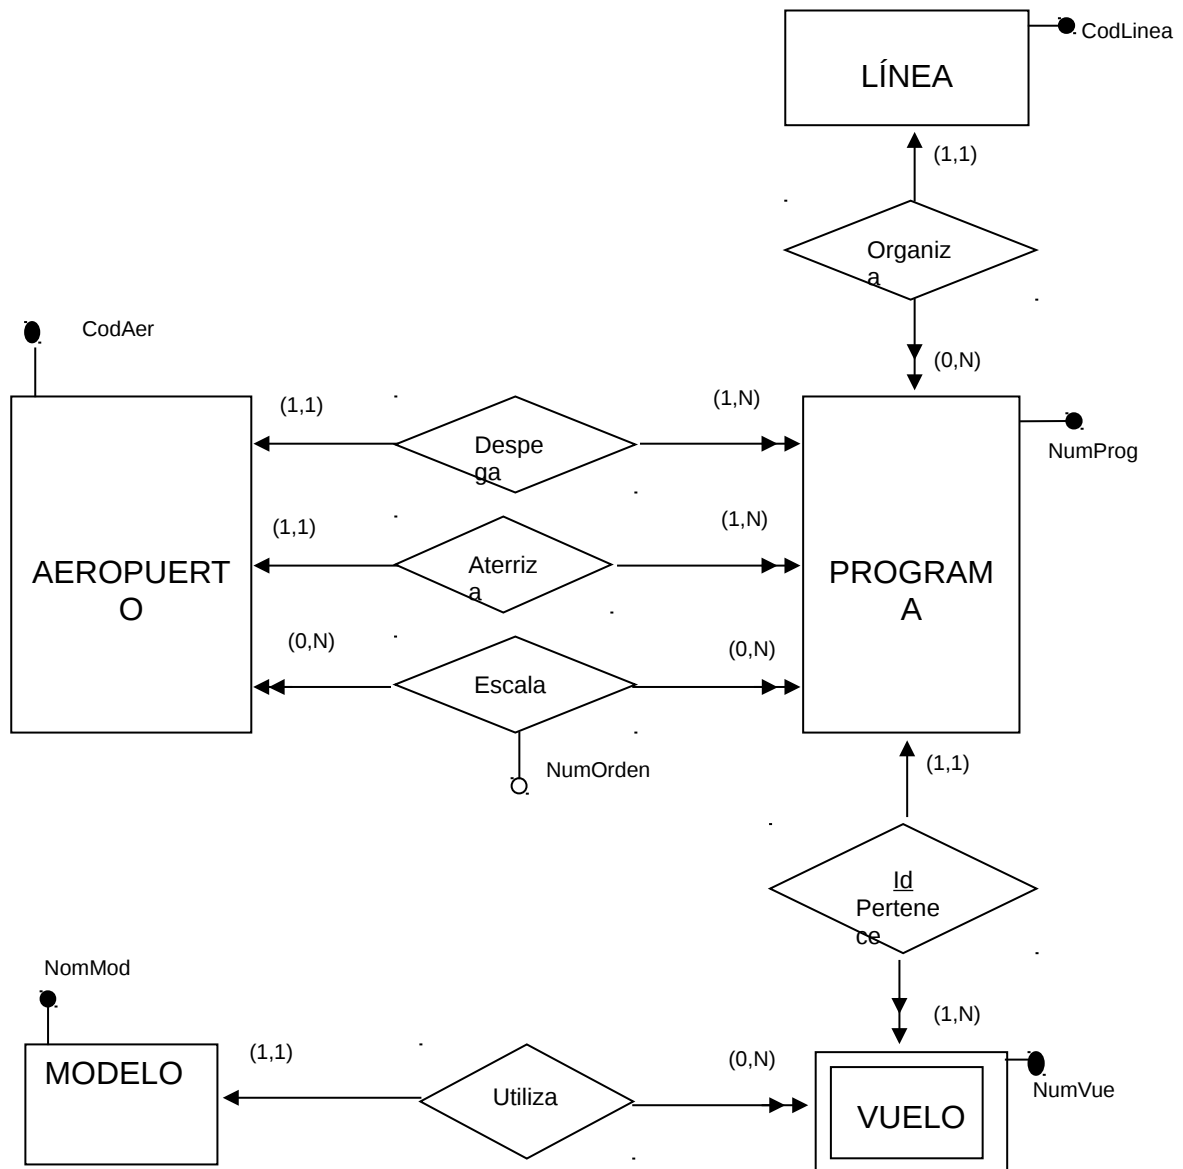 CodLinea
LÍNEA
(1,1)
Organiz
a
CodAer
(0,N)
(1,1)
(1,N)
Despe
ga
NumProg
(1,1)
(1,N)
Aterriz
a
AEROPUERT
O
PROGRAM
A
(0,N)
(0,N)
Escala
NumOrden
(1,1)
Id
Pertene
ce
NomMod
(1,N)
(1,1)
(0,N)
MODELO
Utiliza
NumVue
VUELO